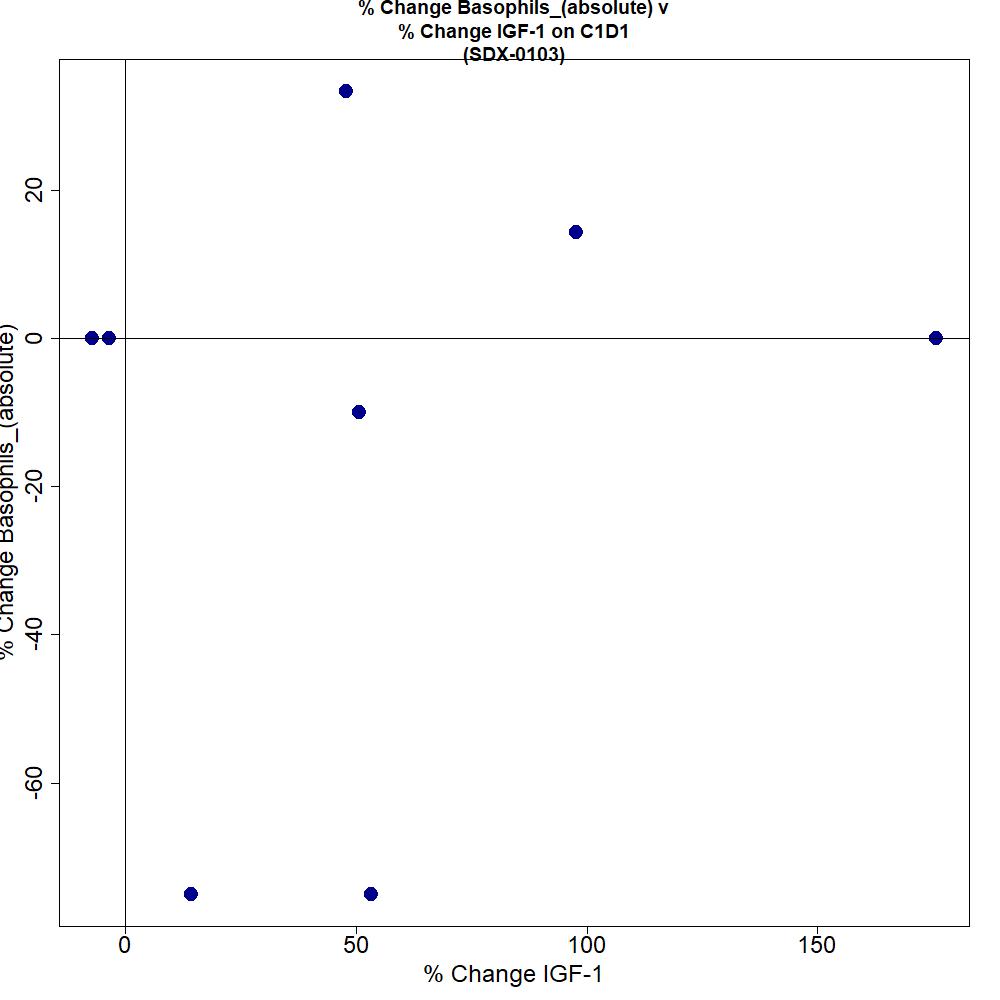 % Change Basophils_(absolute) v
% Change IGF-1 on C1D1
(SDX-0103)
% Change Basophils_(absolute)
20
0
-20
-40
-60
0
50
100
150
% Change IGF-1